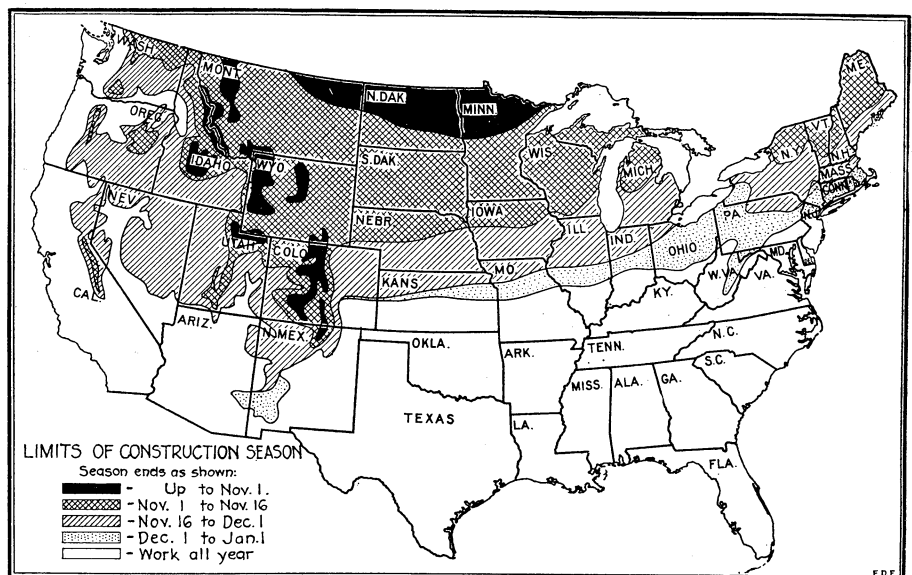 WASH.
MONT.
N.DAK.
MINN.
ME.
OREG.
IDAHO
WYO.
S.DAK.
WIS.
MICH.
N.Y.
VT.
N.H.
MASS.
CONN.
NEV.
UTAH
COLO.
NEBR.
IOWA
ILL.
IND.
OHIO
PA.
N.J.
MD.
CAL.
KANS.
MO.
KY.
W.VA.
VA.
ARIZ.
N.MEX.
OKLA.
ARK.
TENN.
N.C.
S.C.
TEXAS
LA.
MISS.
ALA.
GA.
FLA.
LIMITS OF CONSTRUCTION SEASON
Season ends as shown:
- Up to Nov. 1.
- Nov. 1 to Nov. 16
- Nov. 16 to Dec. 1
- Dec. 1 to Jan. 1
- Work all year